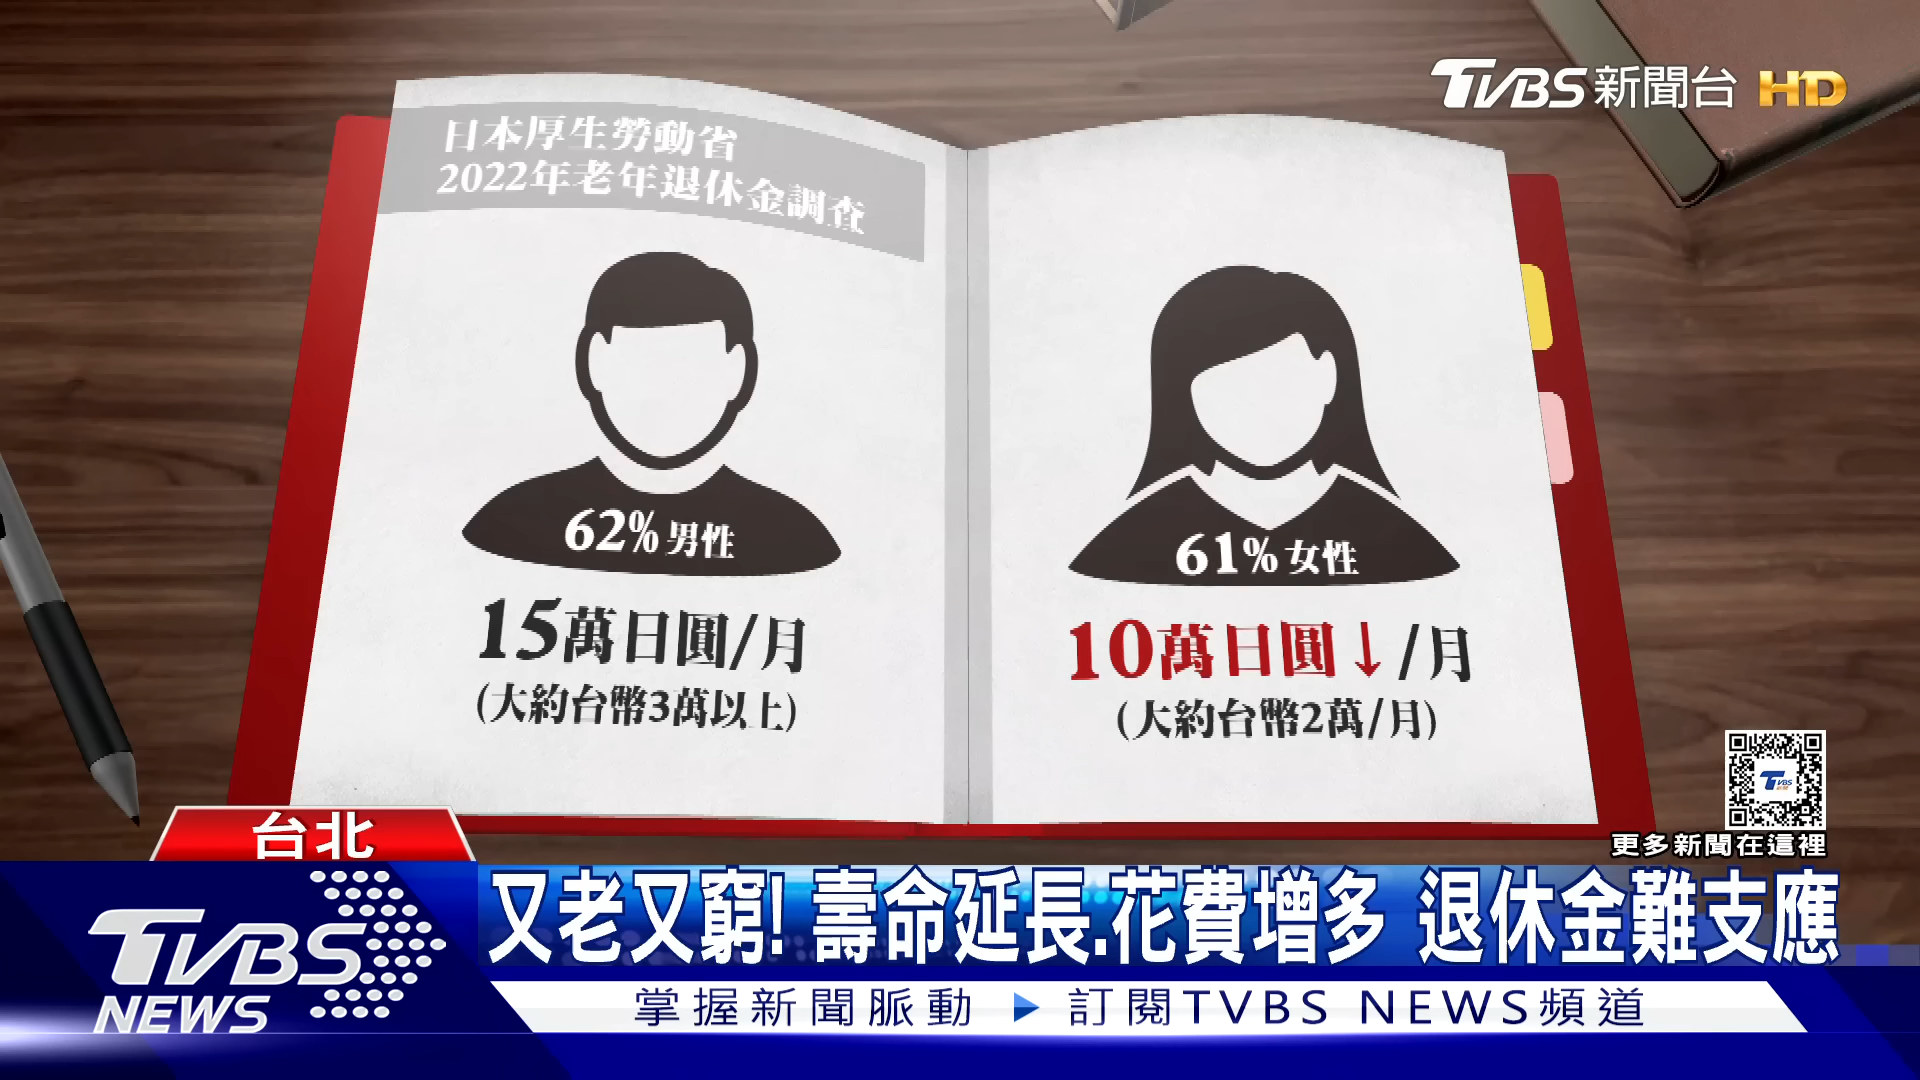 TVBS新聞台 HD
日本厚生勞動省
2022年老年退休金調查
62% 男性
15萬日圓/月
(大約台幣3萬以上)
61% 女性
10萬日圓↓/月
(大約台幣2萬/月)
TVBS
新聞
更多新聞在這裡
台北
又老又窮! 壽命延長.花費增多 退休金難支應
TVBS
NEWS
掌握新聞脈動 ▶ 訂閱TVBS NEWS頻道